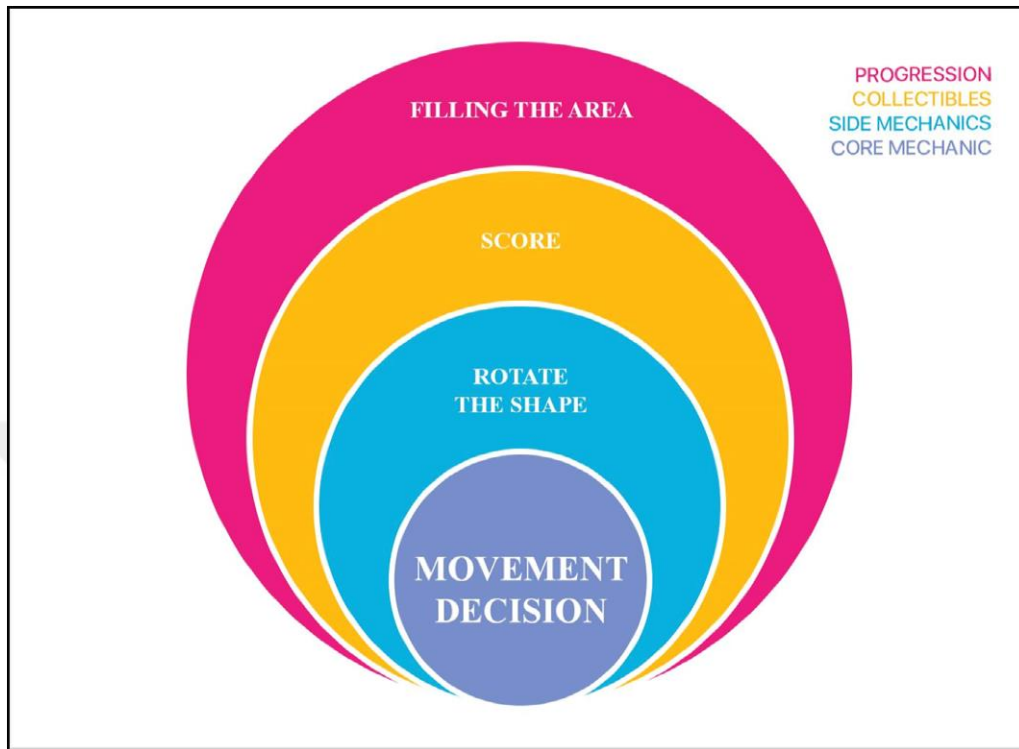 FILLING THE AREA
PROGRESSION
COLLECTIBLES
SIDE MECHANICS
CORE MECHANIC
SCORE
ROTATE
THE SHAPE
MOVEMENT
DECISION